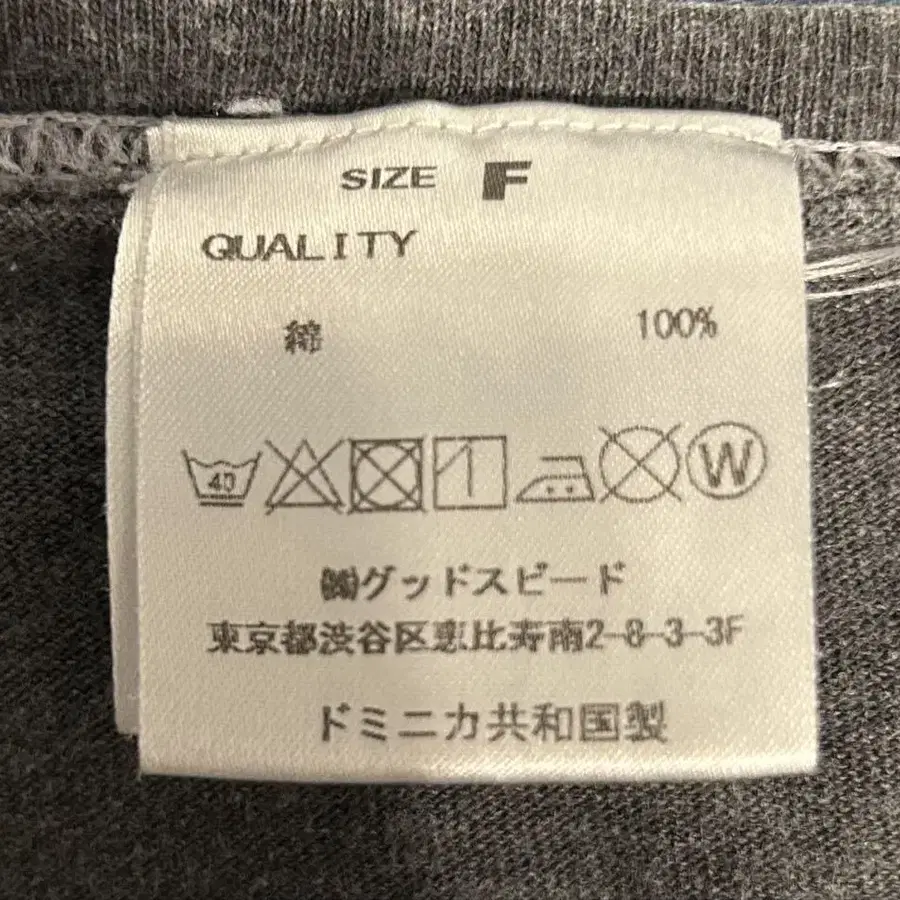 SIZE F
QUALITY
綿 100%
40 W
㈱グッドスピード
東京都渋谷区恵比寿南2-8-3-3F
ドミニカ共和国製